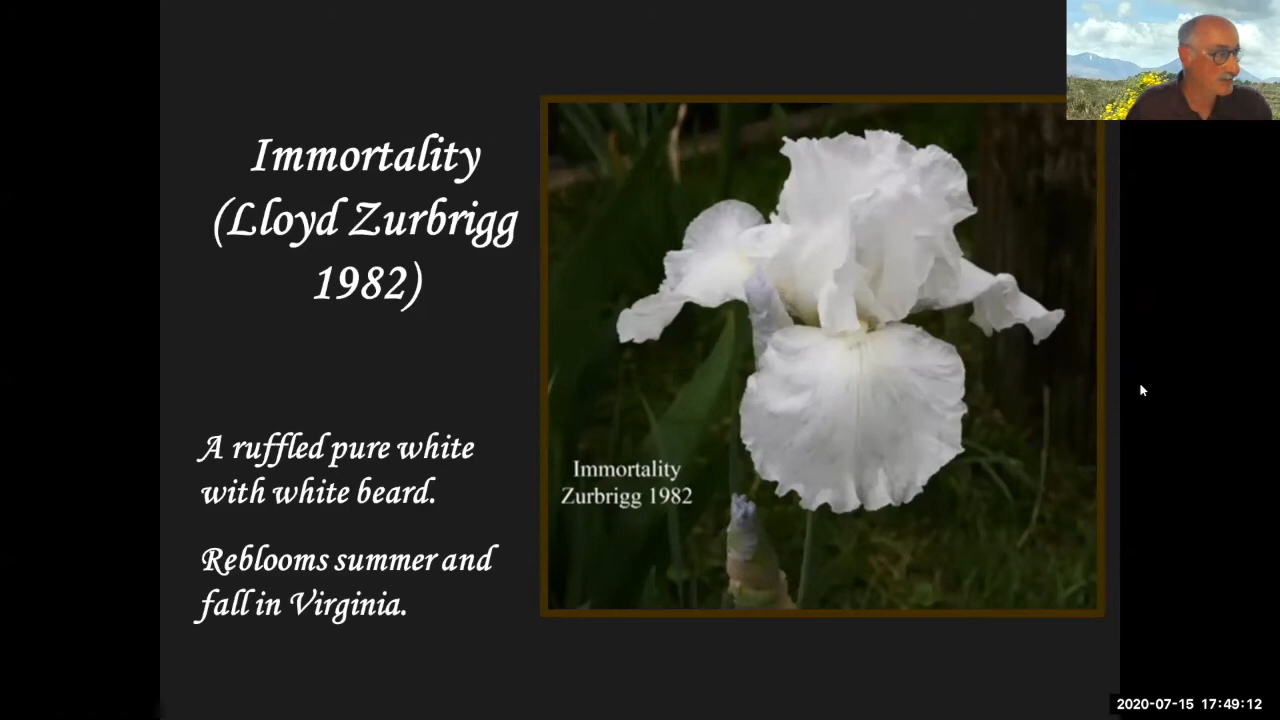 Immortality
(Lloyd Zurbrigg
1982)
A ruffled pure white
with white beard.
Reblooms summer and
fall in Virginia.
Immortality
Zurbrigg 1982
2020-07-15 17:49:12